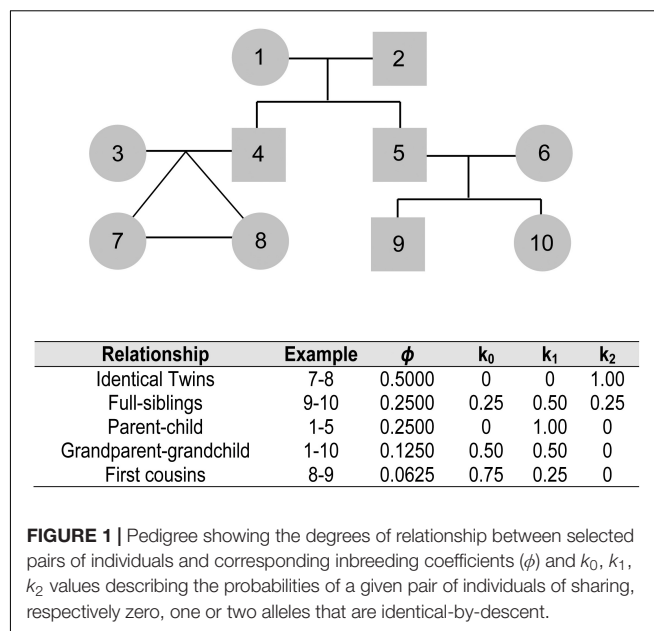 1 2
3 4 5 6
7 8 9 10
Relationship Example ϕ k₀ k₁ k₂
Identical Twins 7-8 0.5000 0 0 1.00
Full-siblings 9-10 0.2500 0.25 0.50 0.25
Parent-child 1-5 0.2500 0 1.00 0
Grandparent-grandchild 1-10 0.1250 0.50 0.50 0
First cousins 8-9 0.0625 0.75 0.25 0
FIGURE 1 | Pedigree showing the degrees of relationship between selected
pairs of individuals and corresponding inbreeding coefficients (ϕ) and k₀, k₁,
k₂ values describing the probabilities of a given pair of individuals of sharing,
respectively zero, one or two alleles that are identical-by-descent.